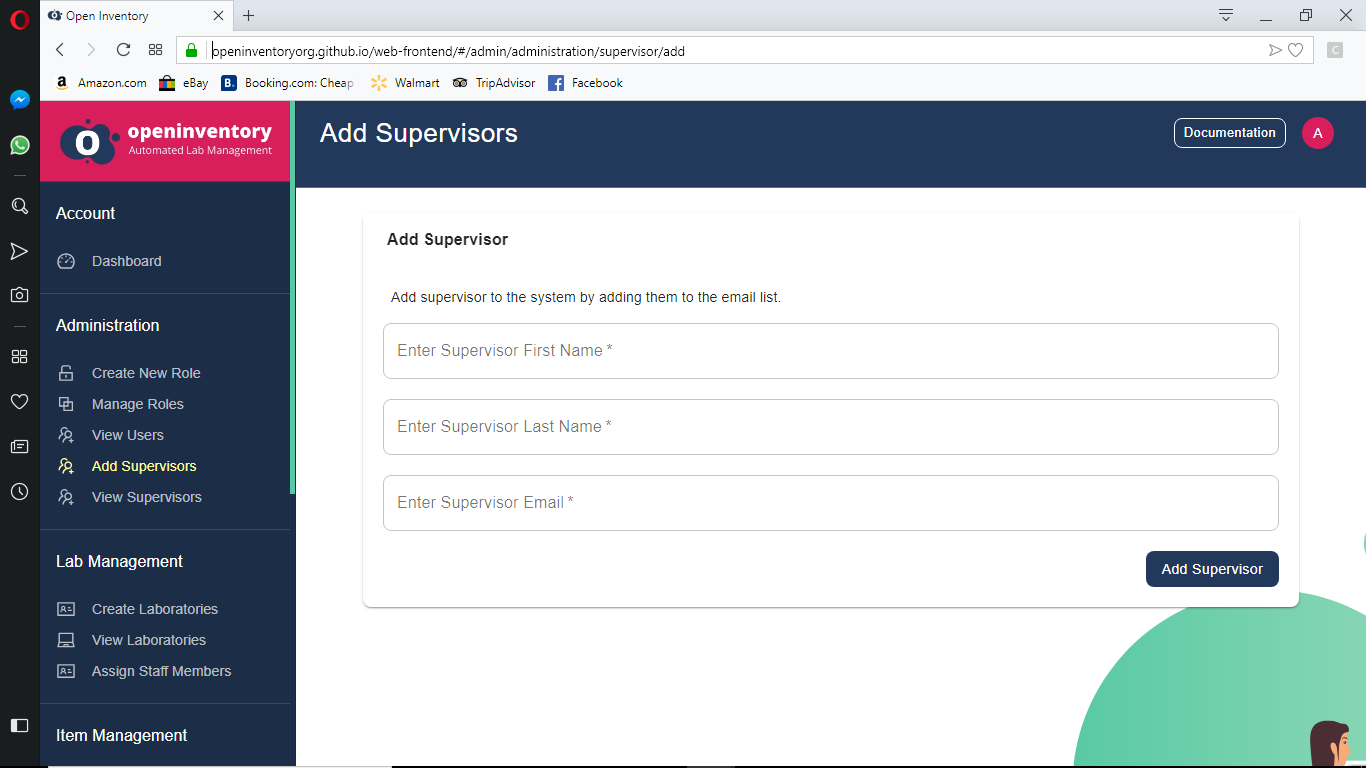 Open Inventory
openinventoryorg.github.io/web-frontend/#/admin/administration/supervisor/add
C
a Amazon.com eBay B. Booking.com: Cheap Walmart TripAdvisor f Facebook
openinventory
Automated Lab Management
Add Supervisors
Documentation
A
Account
Dashboard
Administration
Create New Role
Manage Roles
View Users
Add Supervisors
View Supervisors
Lab Management
Create Laboratories
View Laboratories
Assign Staff Members
Item Management
Add Supervisor
Add supervisor to the system by adding them to the email list.
Enter Supervisor First Name *
Enter Supervisor Last Name *
Enter Supervisor Email *
Add Supervisor